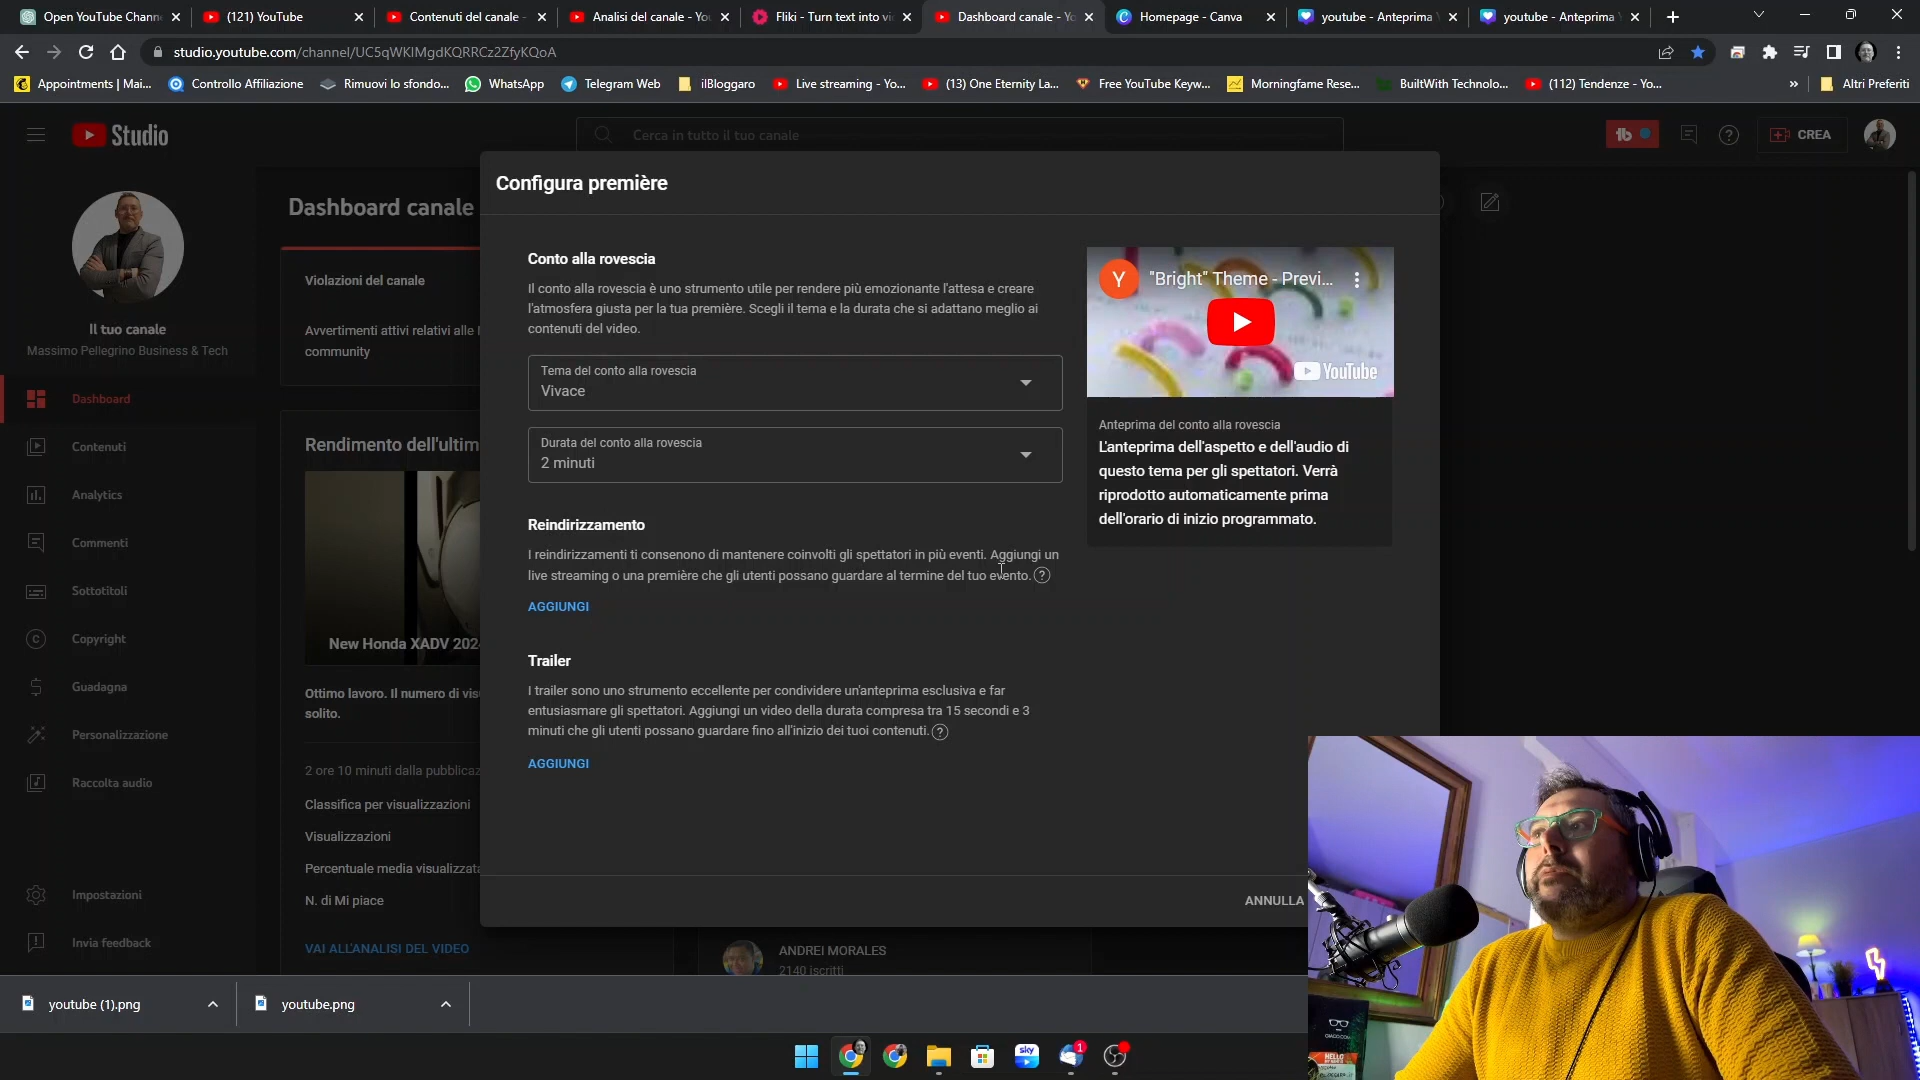 Open YouTube Chann
(121) YouTube
Contenuti del canale -
Analisi del canale - Yo
Fliki - Turn text into vi
Dashboard canale - Yo
Homepage - Canva
youtube - Anteprima
youtube - Anteprima
studio.youtube.com/channel/UC5qWKlMgdKQRRCz2ZfyKQoA
Appointments | Mai...
Controllo Affiliazione
Rimuovi lo sfondo...
WhatsApp
Telegram Web
ilBloggaro
Live streaming - Yo...
(13) One Eternity La...
Free YouTube Keyw...
Morningfame Rese...
BuiltWith Technolo...
(112) Tendenze - Yo...
»
Altri Preferiti
Studio
Cerca in tutto il tuo canale
CREA
Il tuo canale
Massimo Pellegrino Business & Tech
Dashboard
Contenuti
Analytics
Commenti
Sottotitoli
Copyright
Guadagna
Personalizzazione
Raccolta audio
Impostazioni
Invia feedback
Dashboard canale
Violazioni del canale
Avvertimenti attivi relativi alle
community
Rendimento dell'ultim
New Honda XADV 202
Ottimo lavoro. Il numero di vis
solito.
2 ore 10 minuti dalla pubblicaz
Classifica per visualizzazioni
Visualizzazioni
Percentuale media visualizzata
N. di Mi piace
VAI ALL'ANALISI DEL VIDEO
Configura première
Conto alla rovescia
Il conto alla rovescia è uno strumento utile per rendere più emozionante l'attesa e creare
l'atmosfera giusta per la tua première. Scegli il tema e la durata che si adattano meglio ai
contenuti del video.
Tema del conto alla rovescia
Vivace
Durata del conto alla rovescia
2 minuti
Reindirizzamento
I reindirizzamenti ti consenono di mantenere coinvolti gli spettatori in più eventi. Aggiungi un
live streaming o una première che gli utenti possano guardare al termine del tuo evento.
AGGIUNGI
Trailer
I trailer sono uno strumento eccellente per condividere un'anteprima esclusiva e far
entusiasmare gli spettatori. Aggiungi un video della durata compresa tra 15 secondi e 3
minuti che gli utenti possano guardare fino all'inizio dei tuoi contenuti.
AGGIUNGI
Y "Bright" Theme - Previ...
YouTube
Anteprima del conto alla rovescia
L'anteprima dell'aspetto e dell'audio di
questo tema per gli spettatori. Verrà
riprodotto automaticamente prima
dell'orario di inizio programmato.
ANNULLA
ANDREI MORALES
2140 iscritti
youtube (1).png
youtube.png
sky
1
HELLO